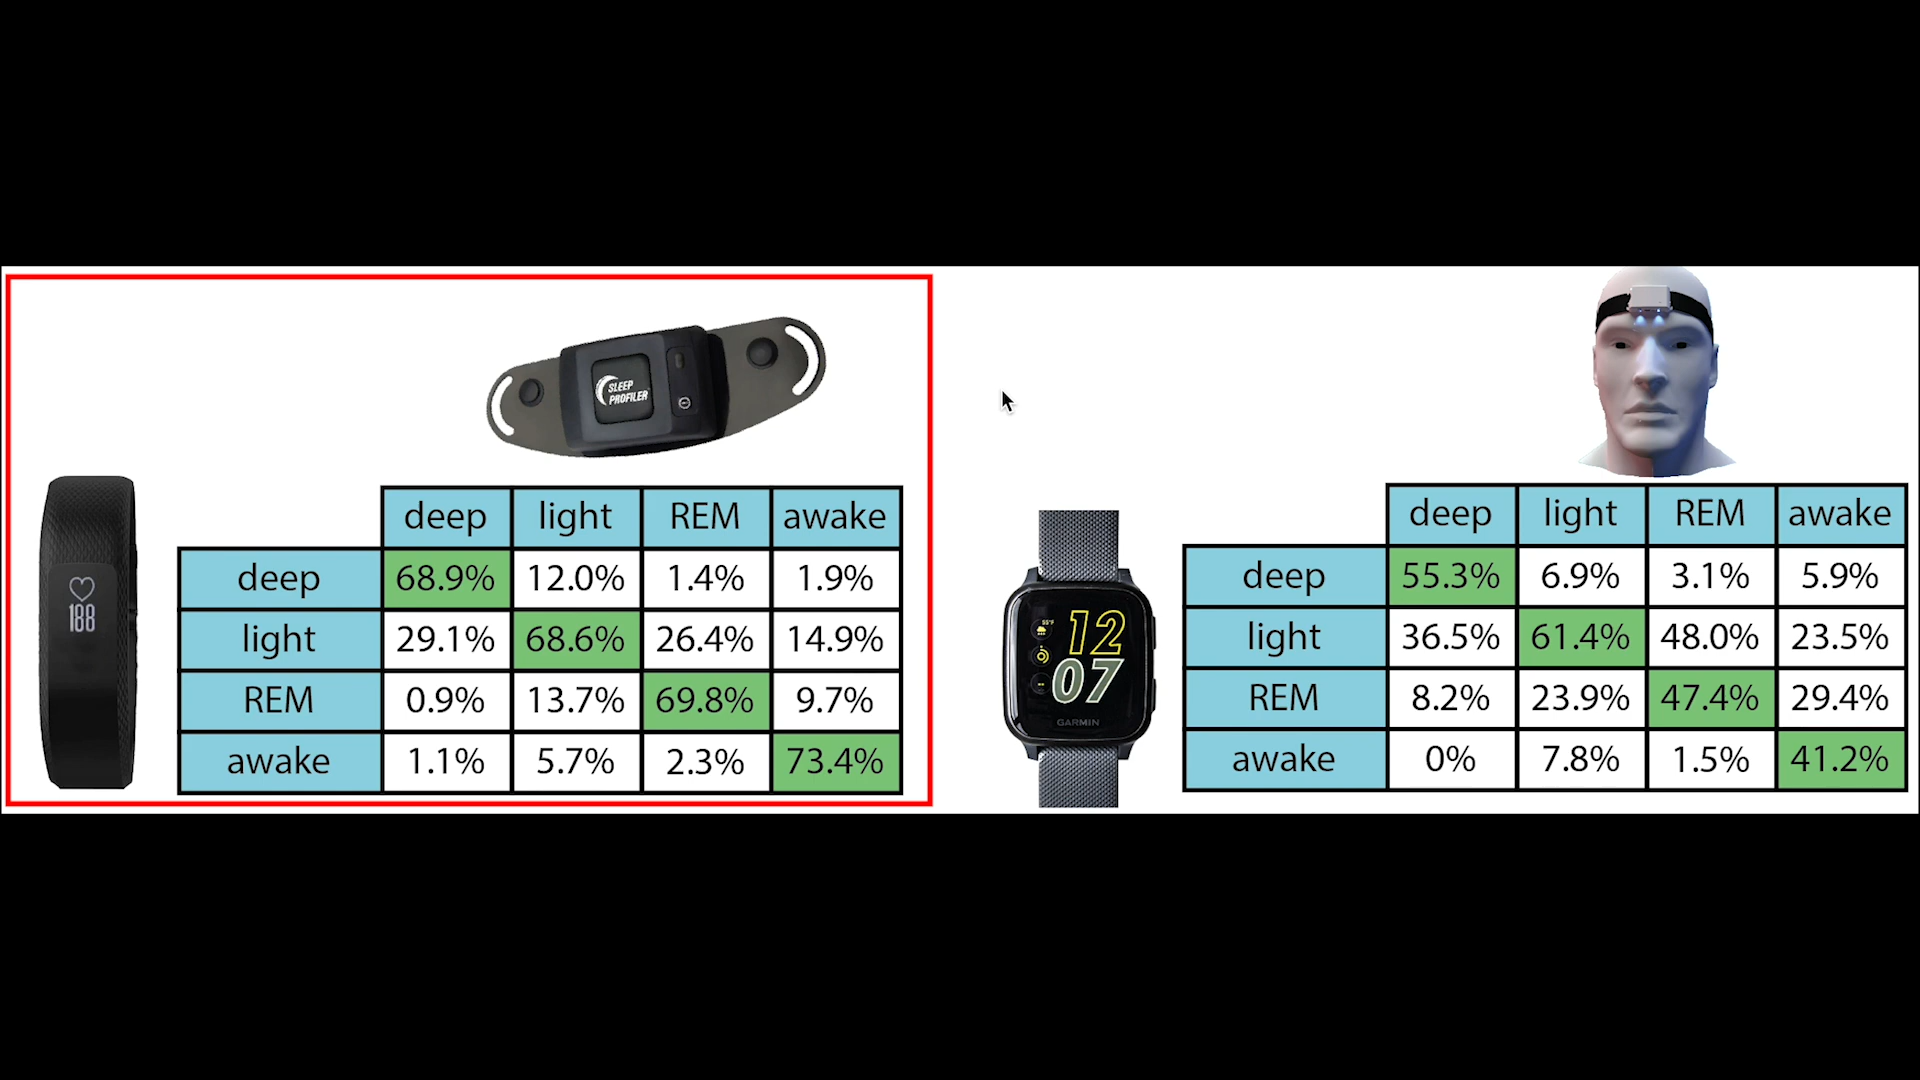 SLEEP
PROFILER
188
deep light REM awake
deep 68.9% 12.0% 1.4% 1.9%
light 29.1% 68.6% 26.4% 14.9%
REM 0.9% 13.7% 69.8% 9.7%
awake 1.1% 5.7% 2.3% 73.4%
55°F
12
07
GARMIN
deep light REM awake
deep 55.3% 6.9% 3.1% 5.9%
light 36.5% 61.4% 48.0% 23.5%
REM 8.2% 23.9% 47.4% 29.4%
awake 0% 7.8% 1.5% 41.2%